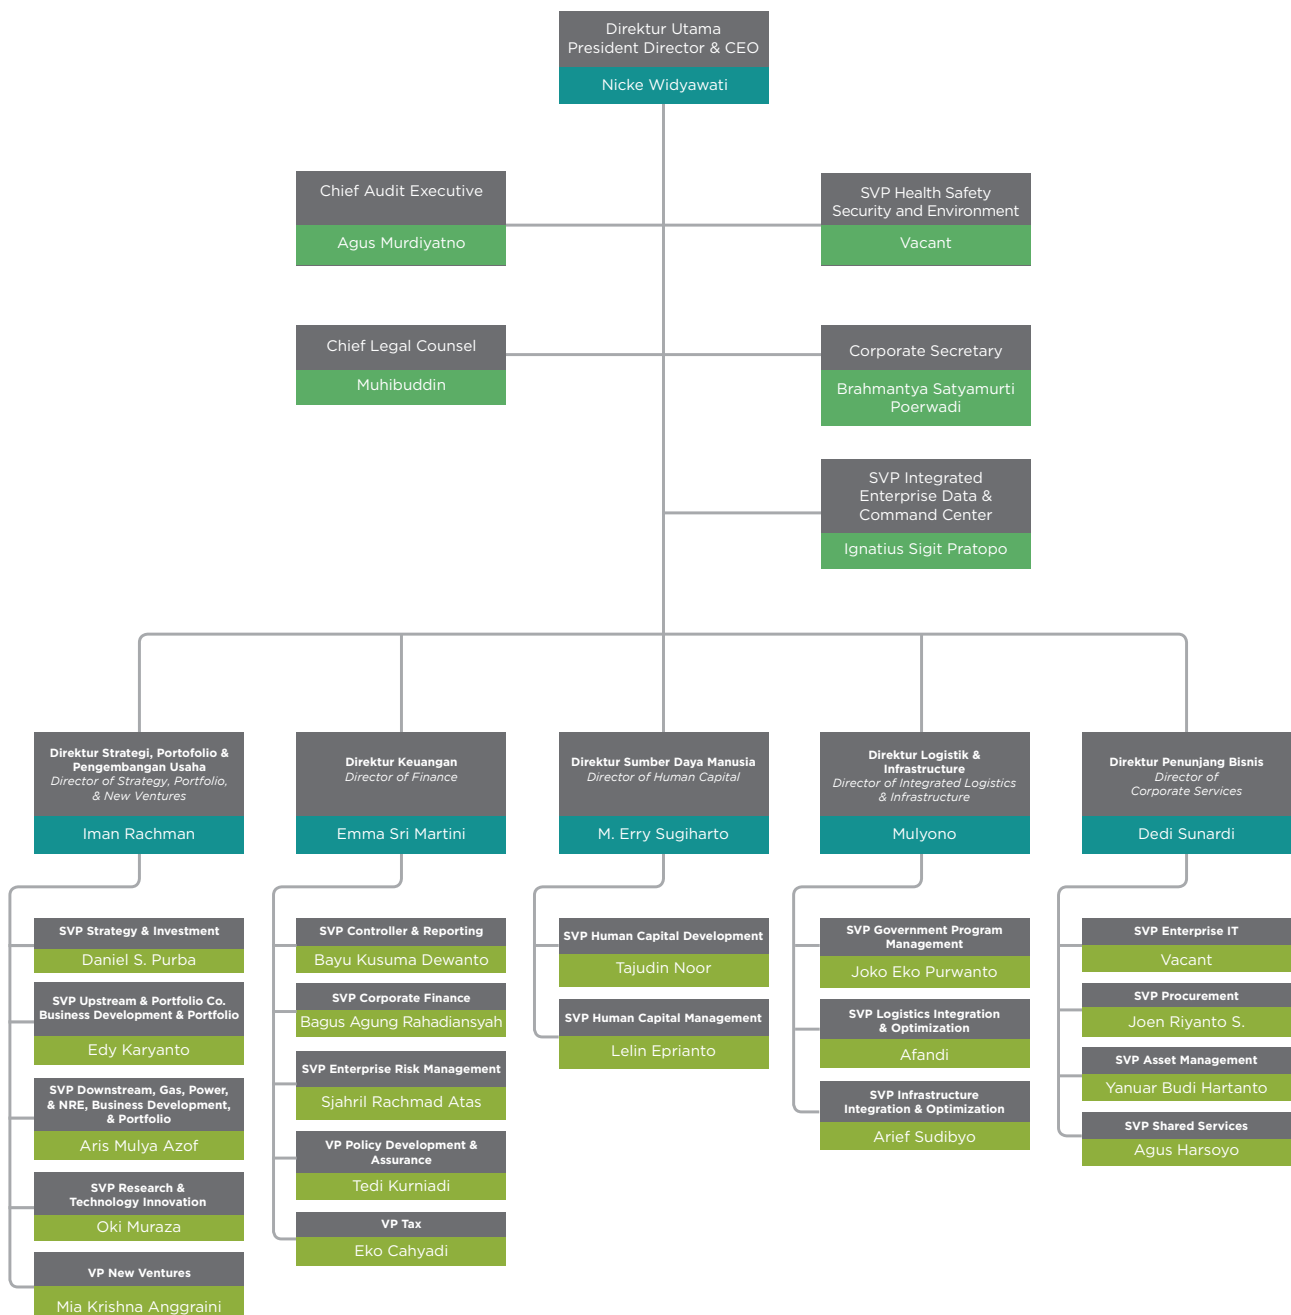 Direktur Utama
President Director & CEO
Nicke Widyawati
Chief Audit Executive
Agus Murdiyatno
SVP Health Safety
Security and Environment
Vacant
Chief Legal Counsel
Muhibuddin
Corporate Secretary
Brahmantya Satyamurti
Poerwadi
SVP Integrated
Enterprise Data &
Command Center
Ignatius Sigit Pratopo
Direktur Strategi, Portofolio &
Pengembangan Usaha
Director of Strategy, Portfolio,
& New Ventures
Iman Rachman
Direktur Keuangan
Director of Finance
Emma Sri Martini
Direktur Sumber Daya Manusia
Director of Human Capital
M. Erry Sugiharto
Direktur Logistik &
Infrastructure
Director of Integrated Logistics
& Infrastructure
Mulyono
Direktur Penunjang Bisnis
Director of
Corporate Services
Dedi Sunardi
SVP Strategy & Investment
Daniel S. Purba
SVP Upstream & Portfolio Co.
Business Development & Portfolio
Edy Karyanto
SVP Downstream, Gas, Power,
& NRE, Business Development,
& Portfolio
Aris Mulya Azof
SVP Research &
Technology Innovation
Oki Muraza
VP New Ventures
Mia Krishna Anggraini
SVP Controller & Reporting
Bayu Kusuma Dewanto
SVP Corporate Finance
Bagus Agung Rahadiansyah
SVP Enterprise Risk Management
Sjahril Rachmad Atas
VP Policy Development &
Assurance
Tedi Kurniadi
VP Tax
Eko Cahyadi
SVP Human Capital Development
Tajudin Noor
SVP Human Capital Management
Lelin Eprianto
SVP Government Program
Management
Joko Eko Purwanto
SVP Logistics Integration
& Optimization
Afandi
SVP Infrastructure
Integration & Optimization
Arief Sudibyo
SVP Enterprise IT
Vacant
SVP Procurement
Joen Riyanto S.
SVP Asset Management
Yanuar Budi Hartanto
SVP Shared Services
Agus Harsoyo